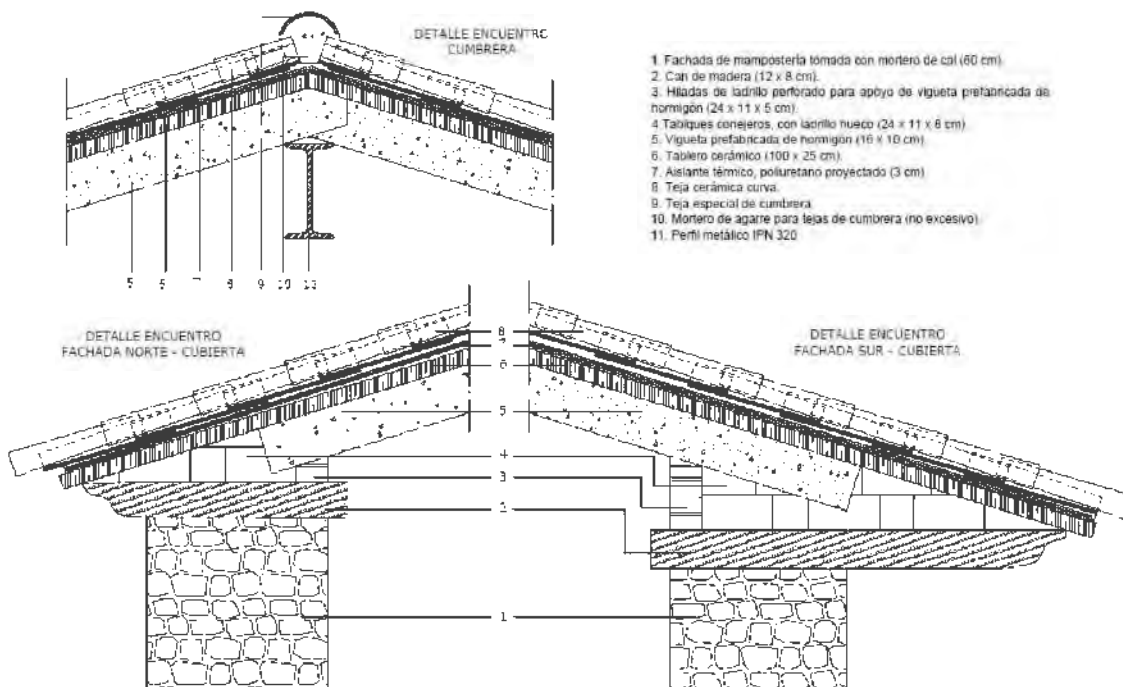 DETALLE ENCUENTRO
CUMBRERA
1. Fachada de mampostería tomada con mortero de cal (60 cm).
2. Can de madera (12 x 8 cm).
3. Hiladas de ladrillo perforado para apoyo de vigueta prefabricada de
hormigón (24 x 11 x 5 cm).
4. Tabiques conejeros, con ladrillo hueco (24 x 11 x 8 cm)
5. Vigueta prefabricada de hormigón (16 x 10 cm).
6. Tablero cerámico (100 x 25 cm)
7. Aislante térmico, poliuretano proyectado (3 cm)
8. Teja cerámica curva.
9. Teja especial de cumbrera.
10. Mortero de agarre para tejas de cumbrera (no excesivo).
11. Perfil metálico IPN 320
5 6 7 8 9 10 11
DETALLE ENCUENTRO
FACHADA NORTE - CUBIERTA
DETALLE ENCUENTRO
FACHADA SUR - CUBIERTA
8
7
6
5
4
3
2
1